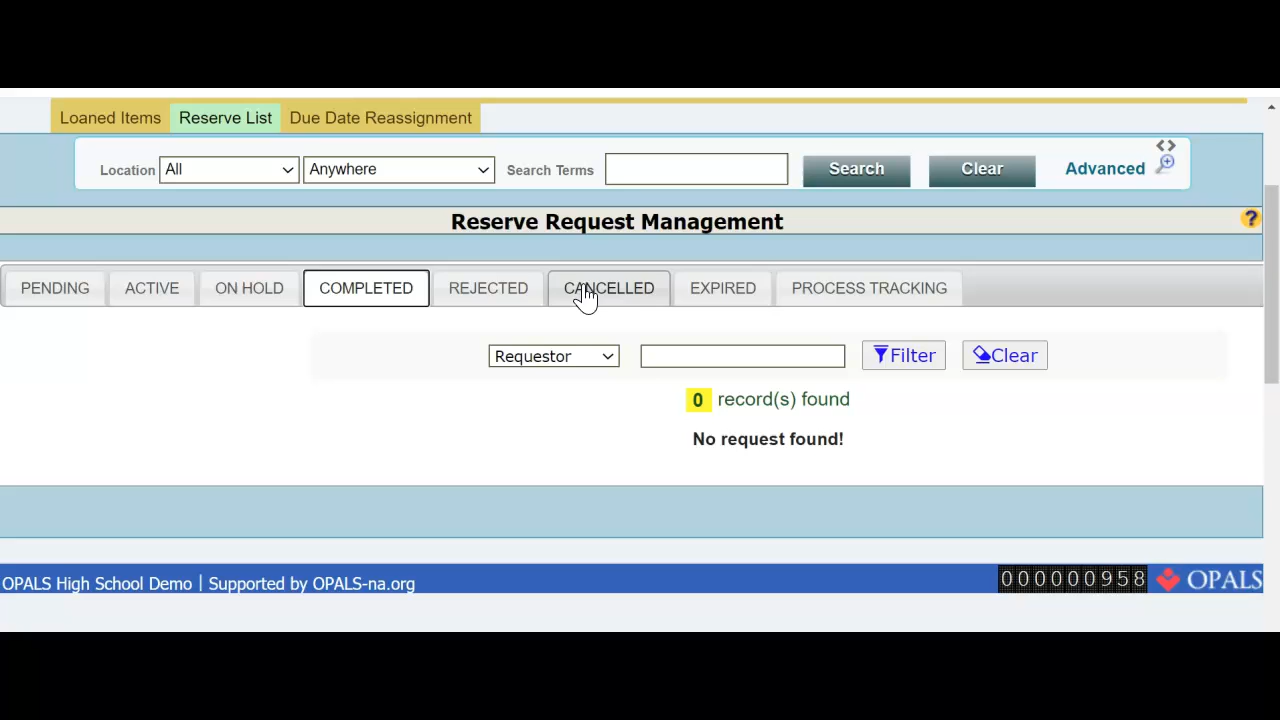 Loaned Items Reserve List Due Date Reassignment
Location All Anywhere Search Terms Search Clear Advanced
Reserve Request Management ?
PENDING ACTIVE ON HOLD COMPLETED REJECTED CANCELLED EXPIRED PROCESS TRACKING
Requestor Filter Clear
0 record(s) found
No request found!
OPALS High School Demo | Supported by OPALS-na.org 000000958 OPALS